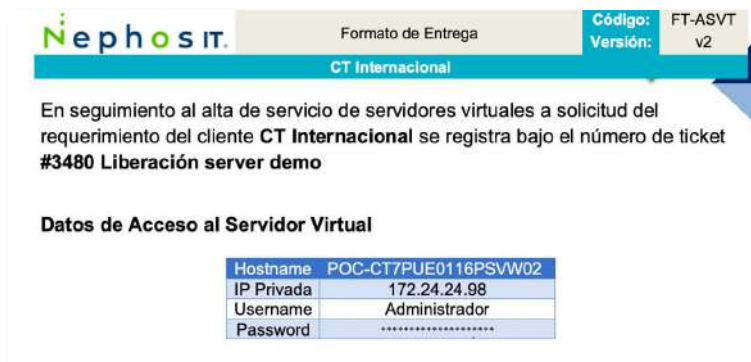 Nephos IT.
Formato de Entrega
Código: FT-ASVT
Versión: v2
CT Internacional
En seguimiento al alta de servicio de servidores virtuales a solicitud del
requerimiento del cliente CT Internacional se registra bajo el número de ticket
#3480 Liberación server demo
Datos de Acceso al Servidor Virtual
Hostname POC-CT7PUE0116PSVW02
IP Privada 172.24.24.98
Username Administrador
Password ********************